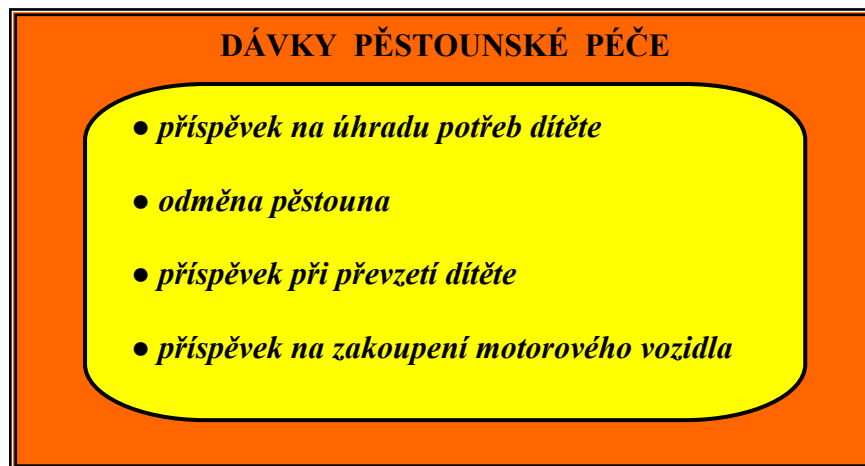 DÁVKY PĚSTOUNSKÉ PÉČE
● příspěvek na úhradu potřeb dítěte
● odměna pěstouna
● příspěvek při převzetí dítěte
● příspěvek na zakoupení motorového vozidla